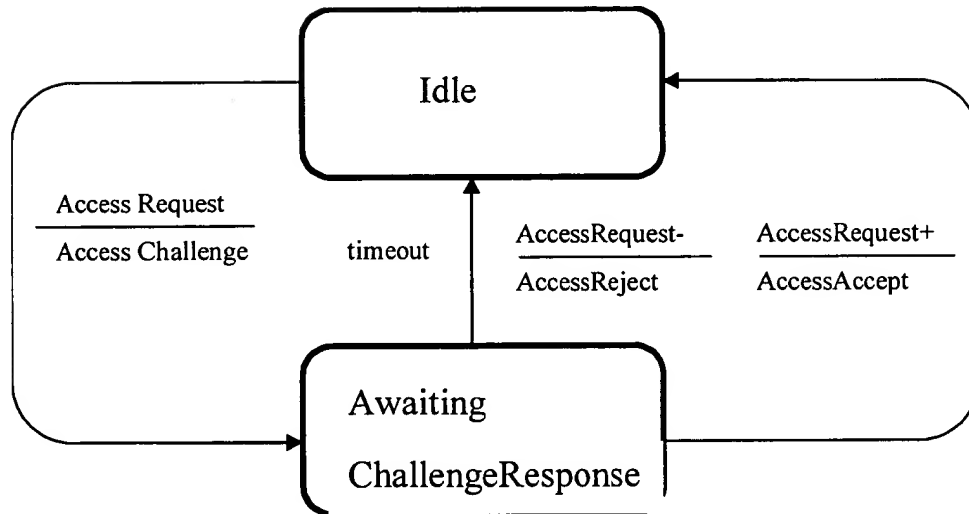 Idle
Access Request
Access Challenge
timeout
AccessRequest-
AccessReject
AccessRequest+
AccessAccept
Awaiting
ChallengeResponse